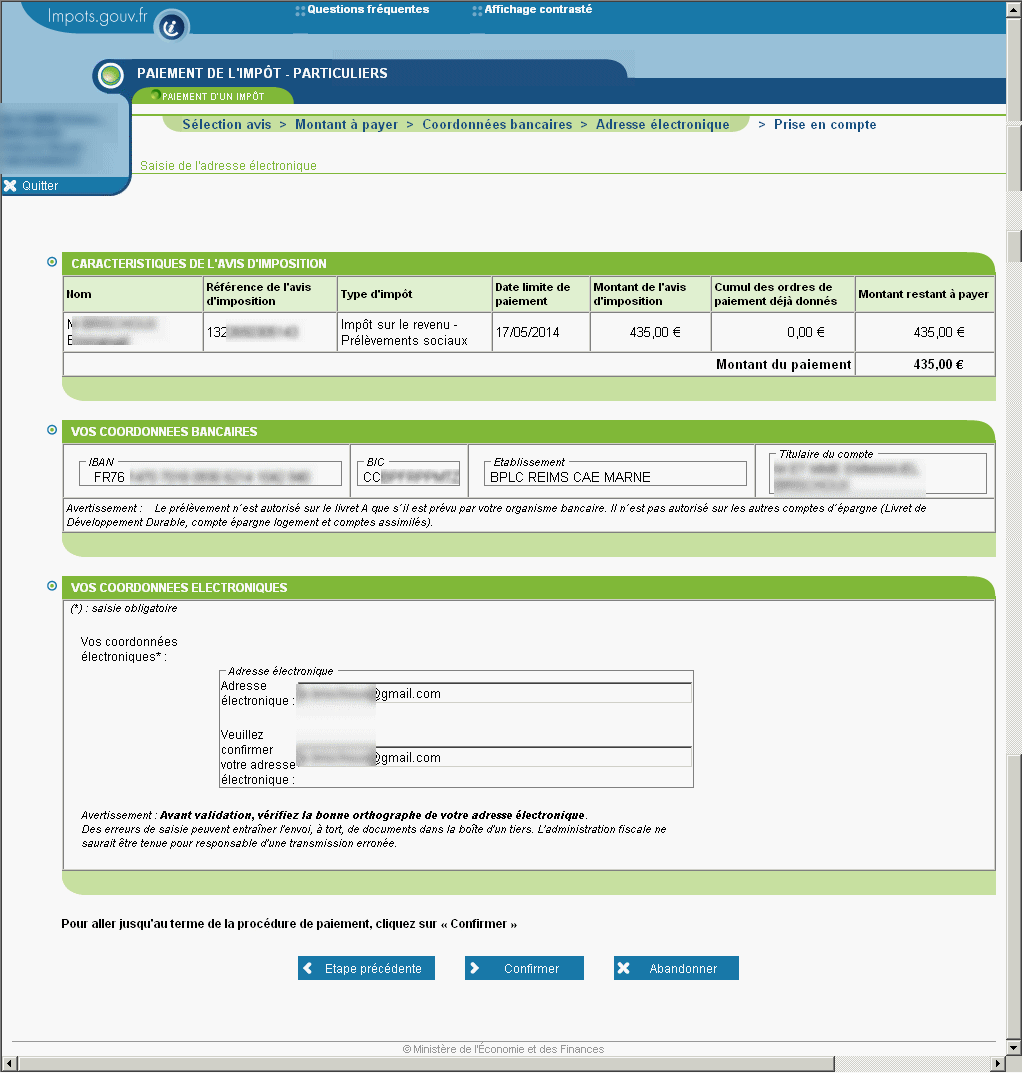 Impots.gouv.fr
Questions fréquentes
Affichage contrasté
PAIEMENT DE L'IMPÔT - PARTICULIERS
PAIEMENT D'UN IMPÔT
Sélection avis > Montant à payer > Coordonnées bancaires > Adresse électronique > Prise en compte
Saisie de l'adresse électronique
Quitter
CARACTERISTIQUES DE L'AVIS D'IMPOSITION
Nom
Référence de l'avis
d'imposition
Type d'impôt
Date limite de
paiement
Montant de l'avis
d'imposition
Cumul des ordres de
paiement déjà donnés
Montant restant à payer
132
Impôt sur le revenu -
Prélèvements sociaux
17/05/2014
435,00 €
0,00 €
435,00 €
Montant du paiement
435,00 €
VOS COORDONNEES BANCAIRES
IBAN
FR76
BIC
CC
Etablissement
BPLC REIMS CAE MARNE
Titulaire du compte
Avertissement : Le prélèvement n´est autorisé sur le livret A que s´il est prévu par votre organisme bancaire. Il n´est pas autorisé sur les autres comptes d´épargne (Livret de
Développement Durable, compte épargne logement et comptes assimilés).
VOS COORDONNEES ELECTRONIQUES
(*) : saisie obligatoire
Vos coordonnées
électroniques* :
Adresse électronique
Adresse
électronique :
@gmail.com
Veuillez
confirmer
votre adresse
électronique :
@gmail.com
Avertissement : Avant validation, vérifiez la bonne orthographe de votre adresse électronique.
Des erreurs de saisie peuvent entraîner l'envoi, à tort, de documents dans la boîte d'un tiers. L'administration fiscale ne
saurait être tenue pour responsable d'une transmission erronée.
Pour aller jusqu'au terme de la procédure de paiement, cliquez sur « Confirmer »
Etape précédente
Confirmer
Abandonner
© Ministère de l'Économie et des Finances